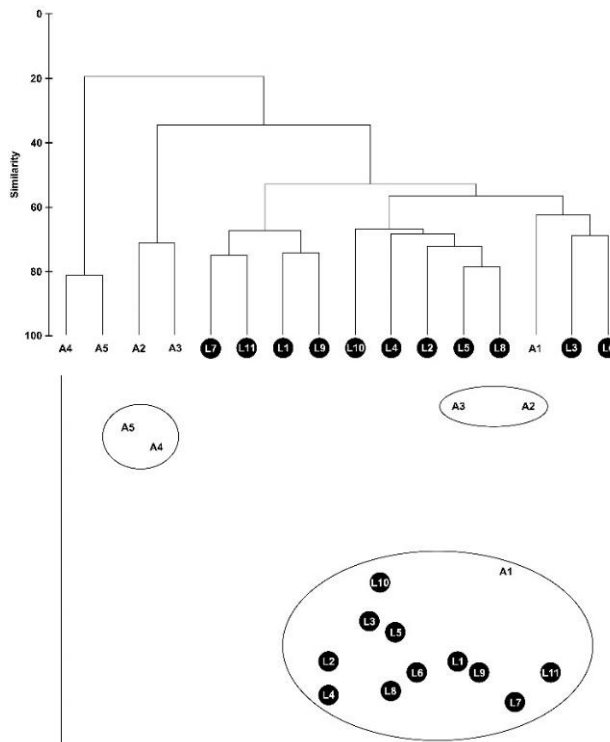 0
20
40
60
80
100
Similarity
A4 A5 A2 A3 L7 L11 L1 L9 L10 L4 L2 L5 L8 A1 L3 L6
A3 A2
A5
A4
A1
L10
L3
L5
L2 L1
L6 L9 L11
L4 L8
L7